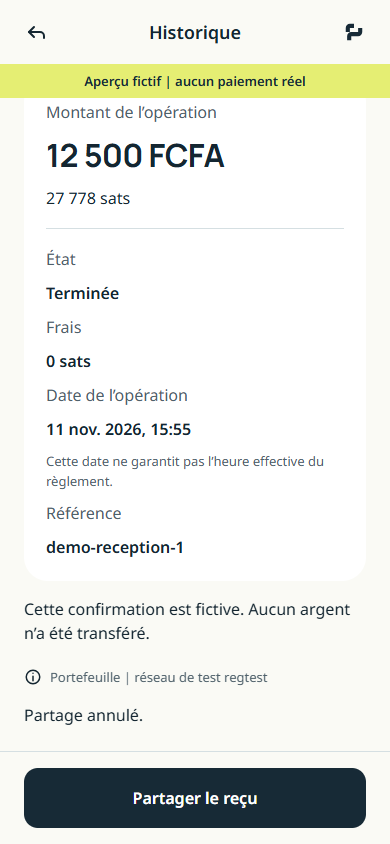 Historique
Aperçu fictif | aucun paiement réel
Montant de l’opération
12 500 FCFA
27 778 sats
État
Terminée
Frais
0 sats
Date de l’opération
11 nov. 2026, 15:55
Cette date ne garantit pas l’heure effective du
règlement.
Référence
demo-reception-1
Cette confirmation est fictive. Aucun argent
n’a été transféré.
Portefeuille | réseau de test regtest
Partage annulé.
Partager le reçu